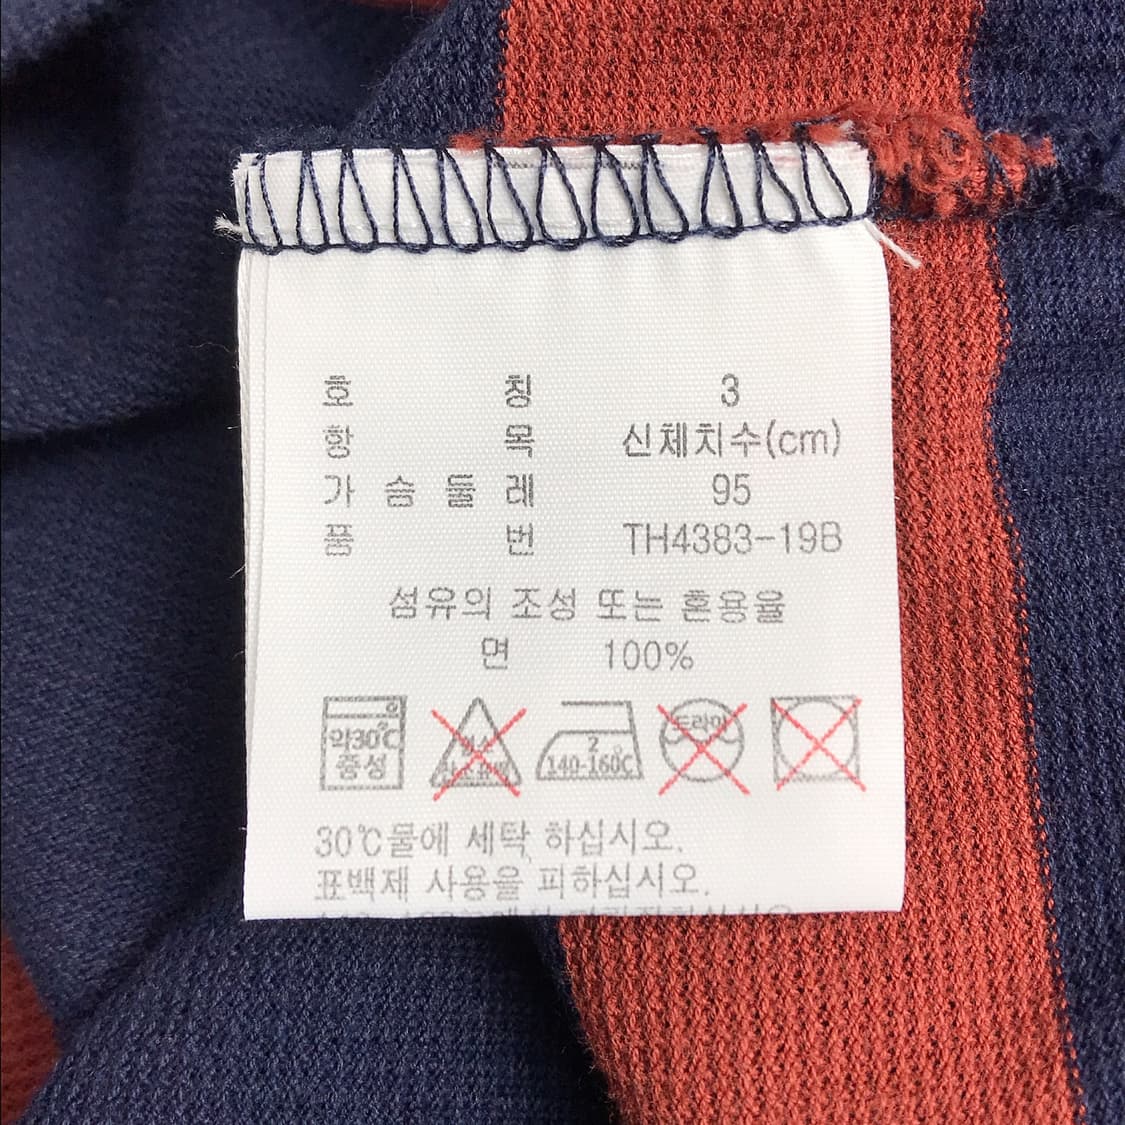 호 칭 3
항 목 신체치수(cm)
가 슴 둘 레 95
품 번 TH4383-19B
섬유의 조성 또는 혼용율
면 100%
약30℃
중성
드라이
2
140-160℃
30℃물에 세탁 하십시오.
표백제 사용을 피하십시오.